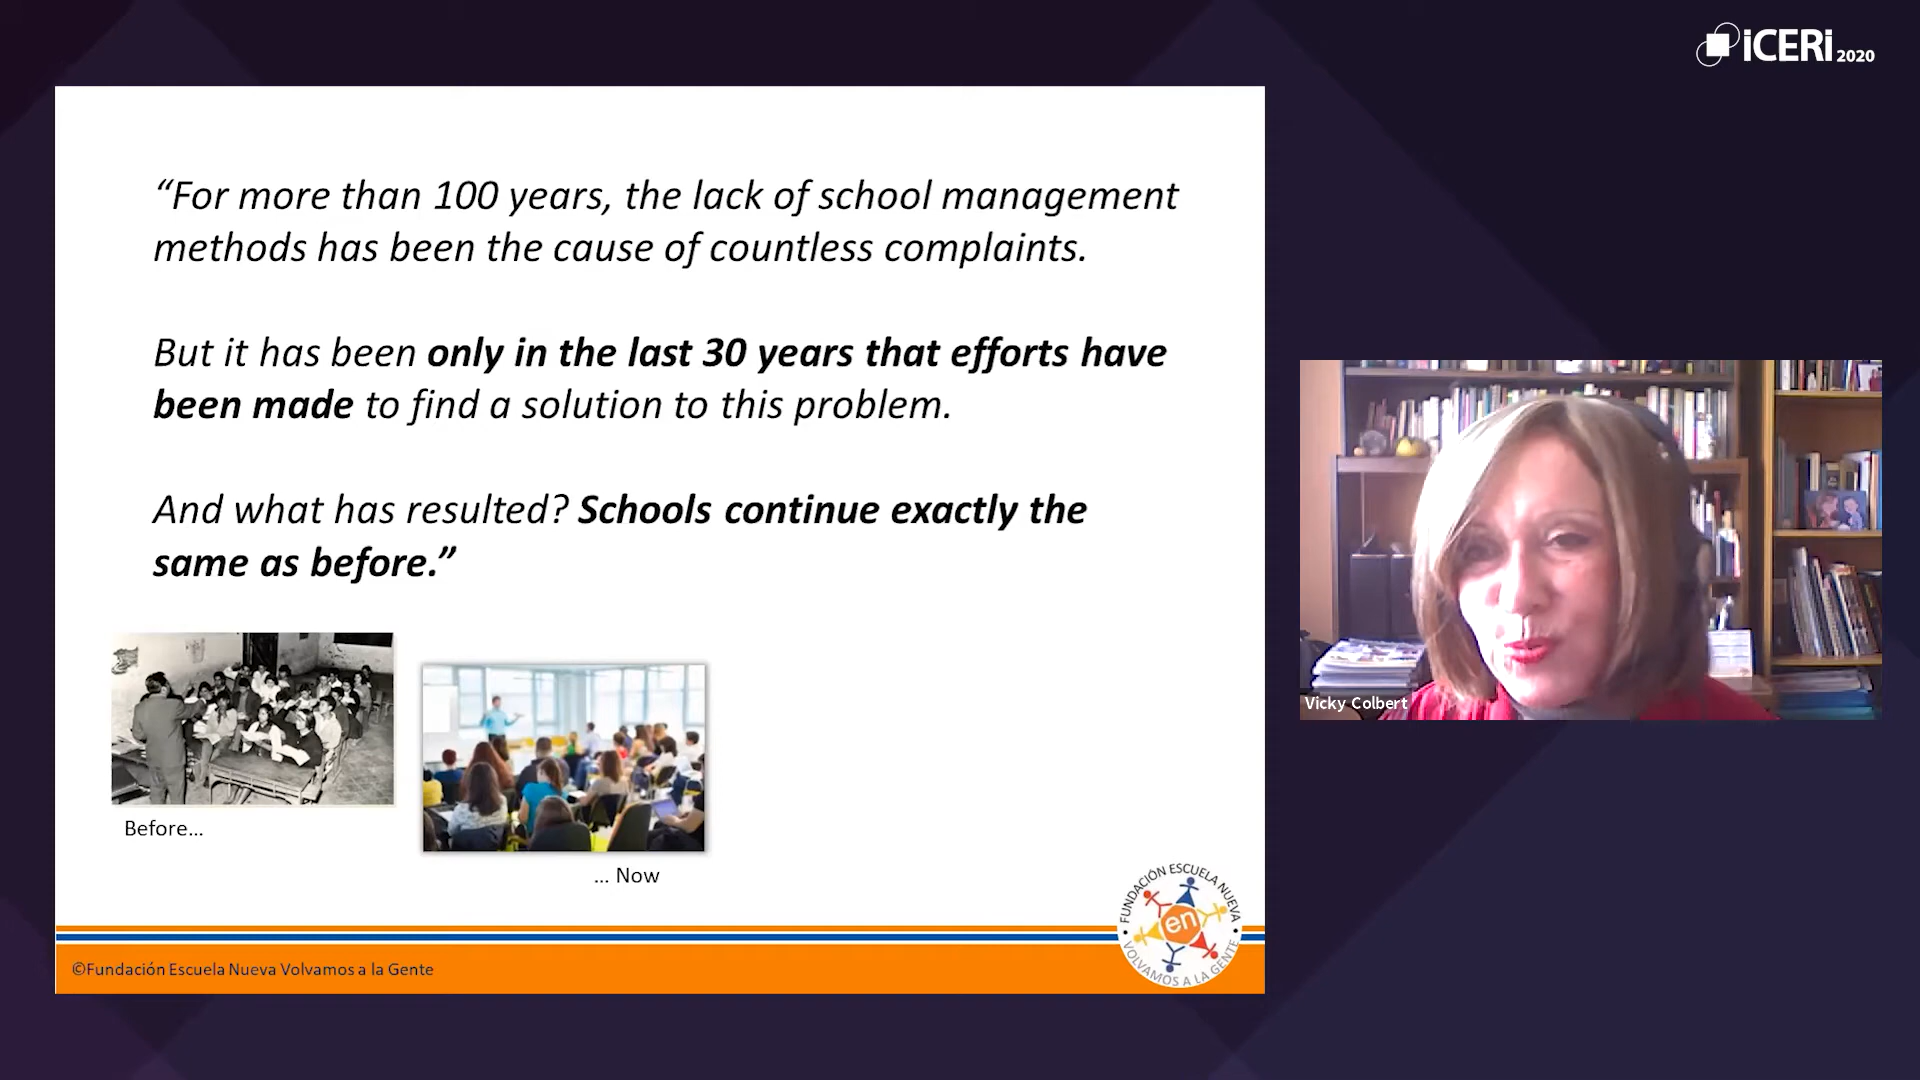 iCERi 2020
“For more than 100 years, the lack of school management
methods has been the cause of countless complaints.
But it has been only in the last 30 years that efforts have
been made to find a solution to this problem.
And what has resulted? Schools continue exactly the
same as before.”
Before...
... Now
Vicky Colbert
FUNDACIÓN ESCUELA NUEVA
en
VOLVAMOS A LA GENTE
©Fundación Escuela Nueva Volvamos a la Gente